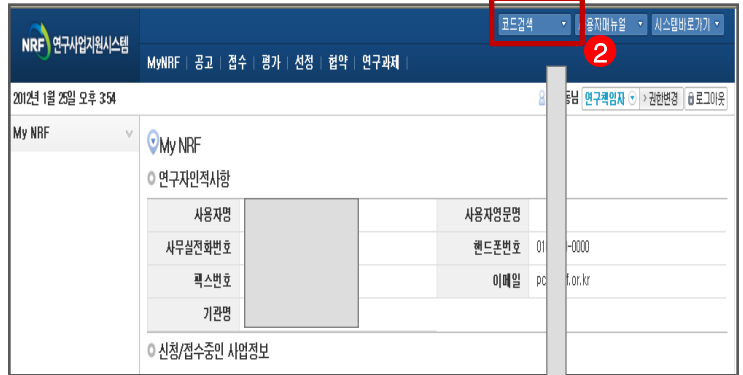 코드검색 사용자매뉴얼 시스템바로가기
NRF 연구사업지원시스템
2
MyNRF 공고 접수 평가 선정 협약 연구과제
2012년 1월 25일 오후 3:54
님 연구책임자 권한변경 로그아웃
My NRF
My NRF
연구자인적사항
사용자명 사용자영문명
사무실전화번호 핸드폰번호 -0000
팩스번호 이메일 f.or.kr
기관명
신청/접수중인 사업정보